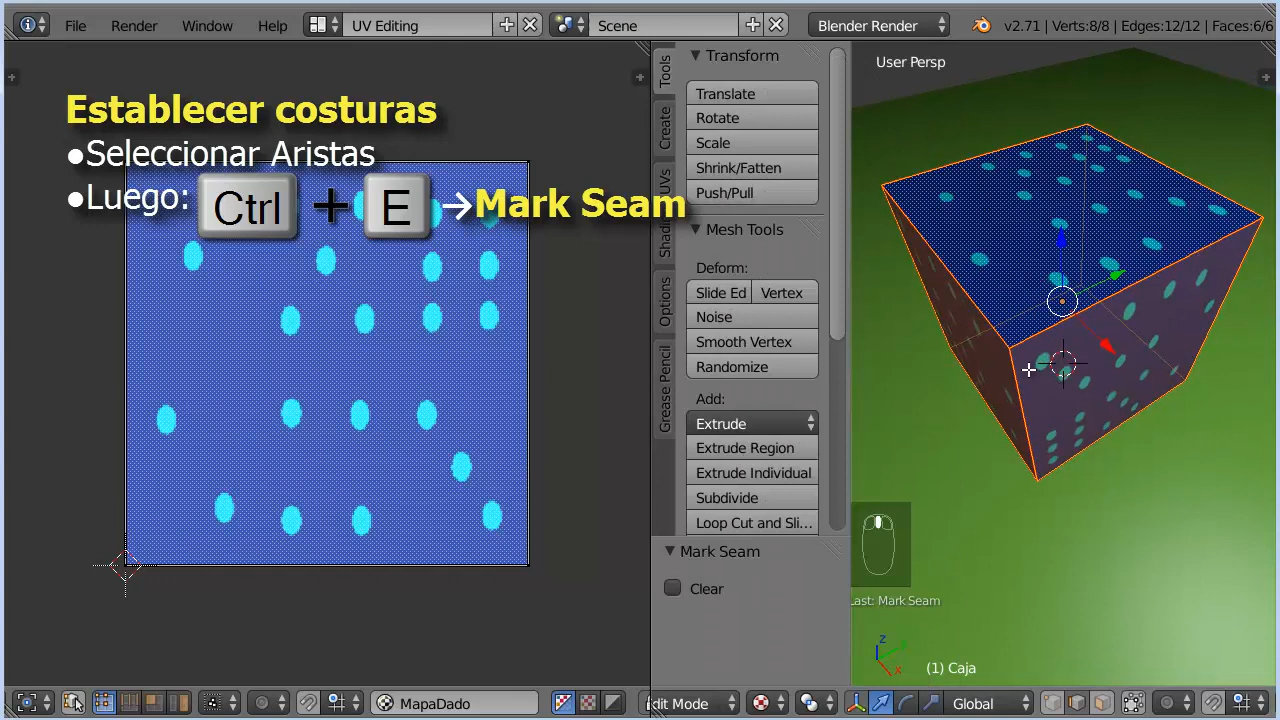 File Render Window Help UV Editing Scene Blender Render v2.71 | Verts:8/8 | Edges:12/12 | Faces:6/6
User Persp
Establecer costuras
●Seleccionar Aristas
●Luego: Ctrl + E →Mark Seam
Tools
Create
Options
Grease Pencil
▼ Transform
Translate
Rotate
Scale
Shrink/Fatten
Push/Pull
▼ Mesh Tools
Deform:
Slide Ed Vertex
Noise
Smooth Vertex
Randomize
Add:
Extrude
Extrude Region
Extrude Individual
Subdivide
Loop Cut and Sli...
▼ Mark Seam
Clear
Last: Mark Seam
z
x
(1) Caja
MapaDado
dit Mode
Global